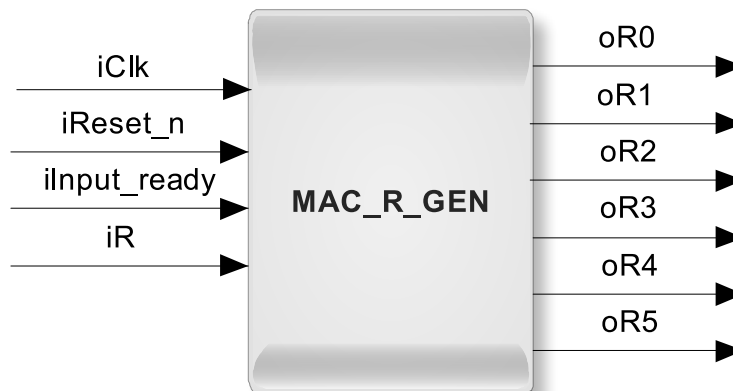 iClk
iReset_n
iInput_ready
iR
MAC_R_GEN
oR0
oR1
oR2
oR3
oR4
oR5